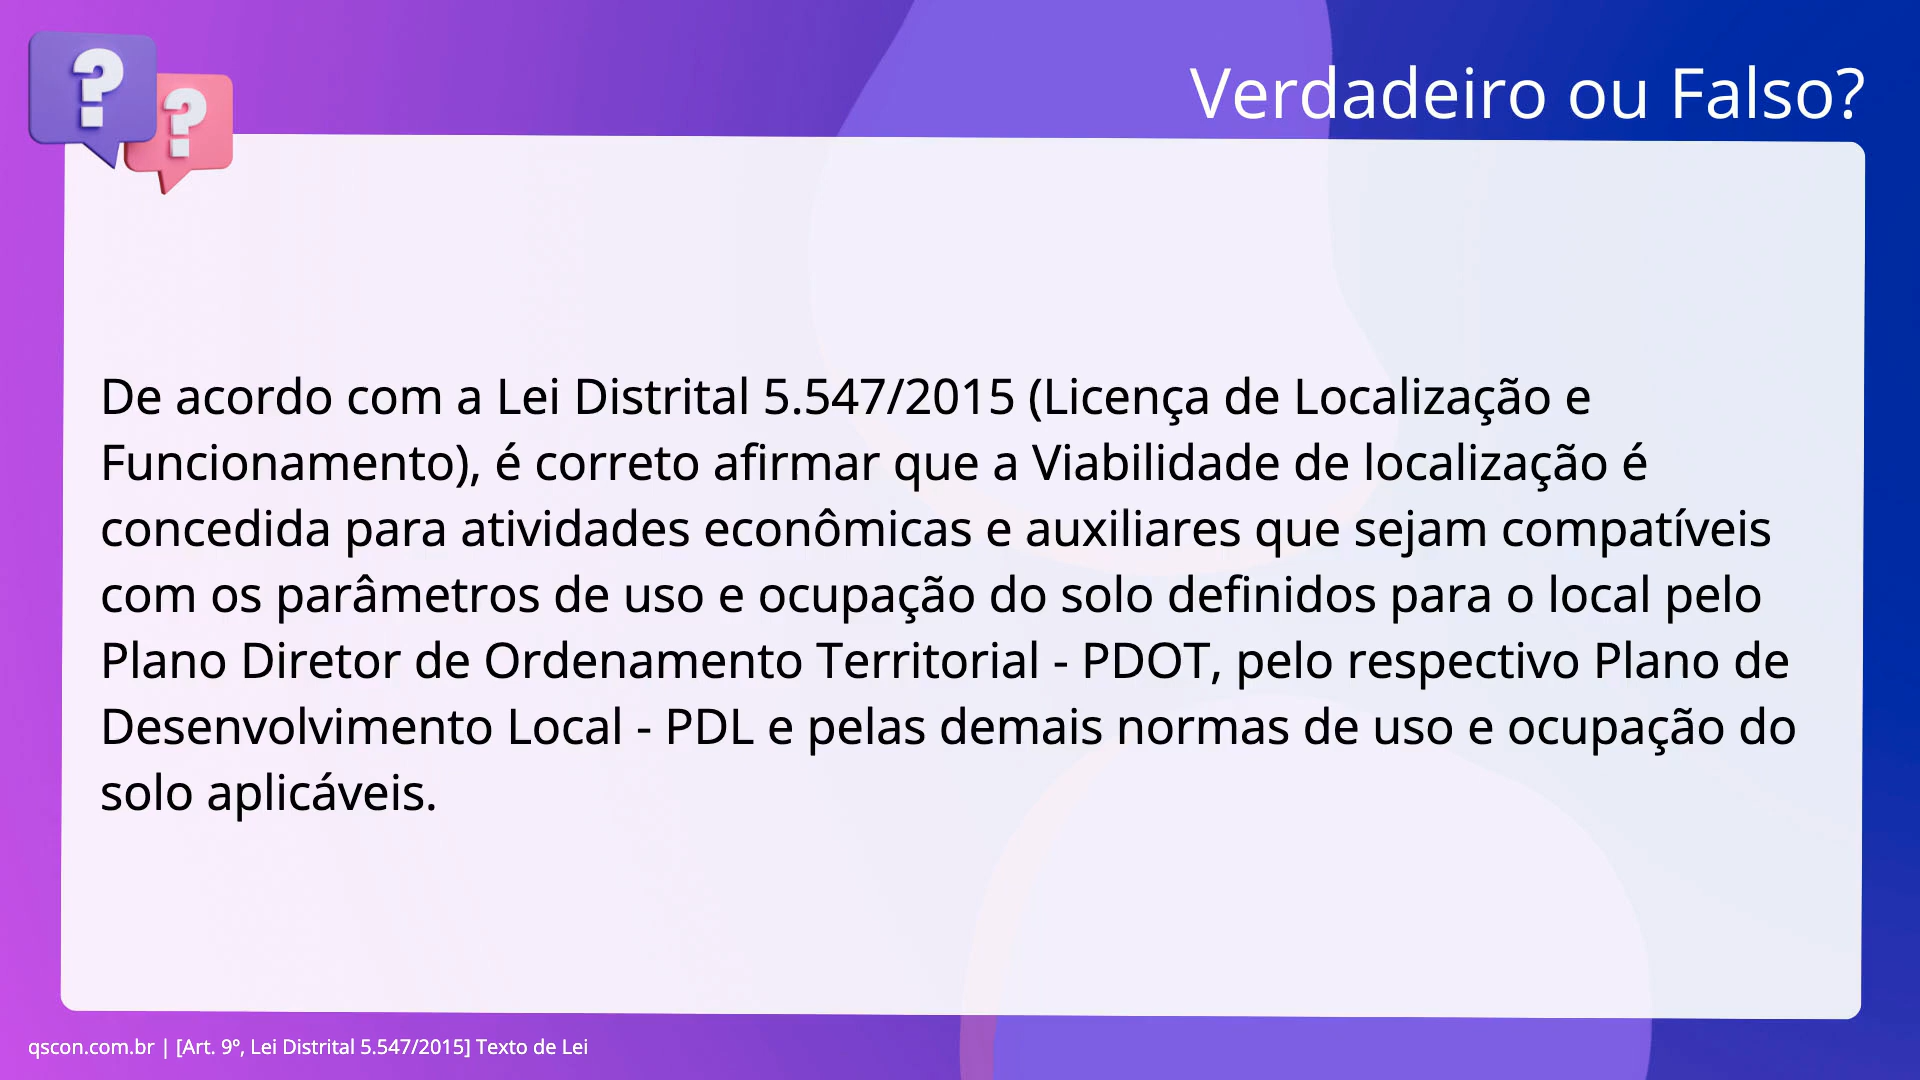 Verdadeiro ou Falso?
De acordo com a Lei Distrital 5.547/2015 (Licença de Localização e
Funcionamento), é correto afirmar que a Viabilidade de localização é
concedida para atividades econômicas e auxiliares que sejam compatíveis
com os parâmetros de uso e ocupação do solo definidos para o local pelo
Plano Diretor de Ordenamento Territorial - PDOT, pelo respectivo Plano de
Desenvolvimento Local - PDL e pelas demais normas de uso e ocupação do
solo aplicáveis.
qscon.com.br | [Art. 9º, Lei Distrital 5.547/2015] Texto de Lei